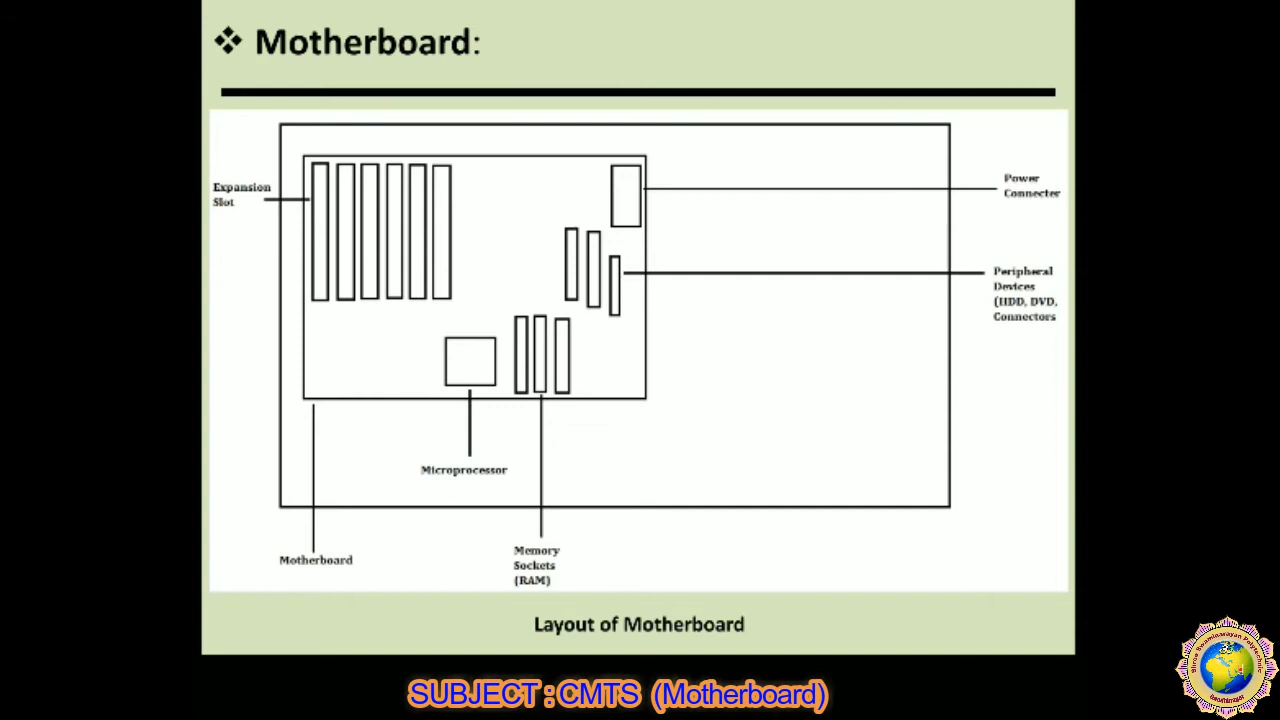 ❖ Motherboard:
Expansion
Slot
Power
Connecter
Peripheral
Devices
(HDD, DVD,
Connectors
Microprocessor
Motherboard
Memory
Sockets
(RAM)
Layout of Motherboard
SUBJECT : CMTS (Motherboard)